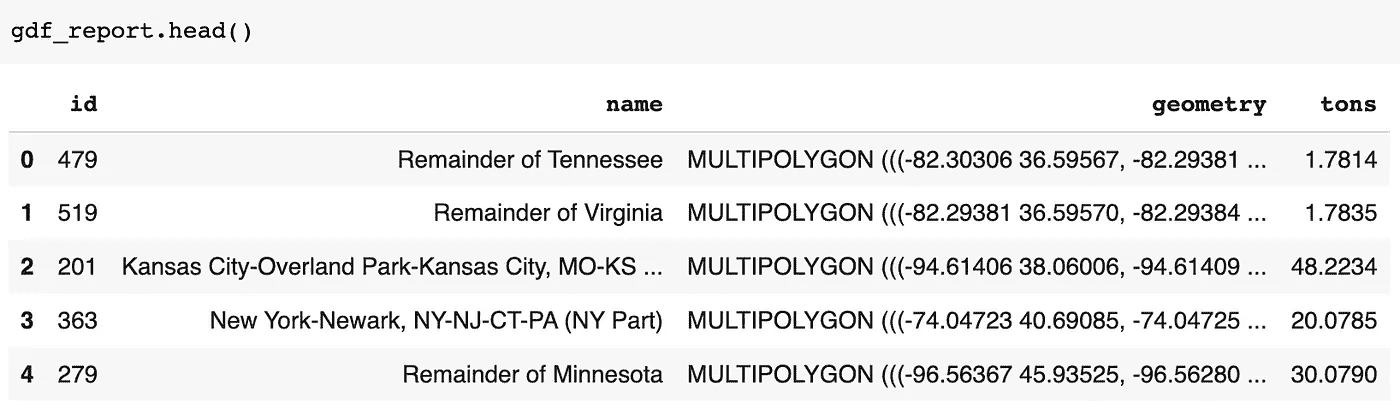 gdf_report.head()
id name geometry tons
0 479 Remainder of Tennessee MULTIPOLYGON (((-82.30306 36.59567, -82.29381 ... 1.7814
1 519 Remainder of Virginia MULTIPOLYGON (((-82.29381 36.59570, -82.29384 ... 1.7835
2 201 Kansas City-Overland Park-Kansas City, MO-KS ... MULTIPOLYGON (((-94.61406 38.06006, -94.61409 ... 48.2234
3 363 New York-Newark, NY-NJ-CT-PA (NY Part) MULTIPOLYGON (((-74.04723 40.69085, -74.04725 ... 20.0785
4 279 Remainder of Minnesota MULTIPOLYGON (((-96.56367 45.93525, -96.56280 ... 30.0790